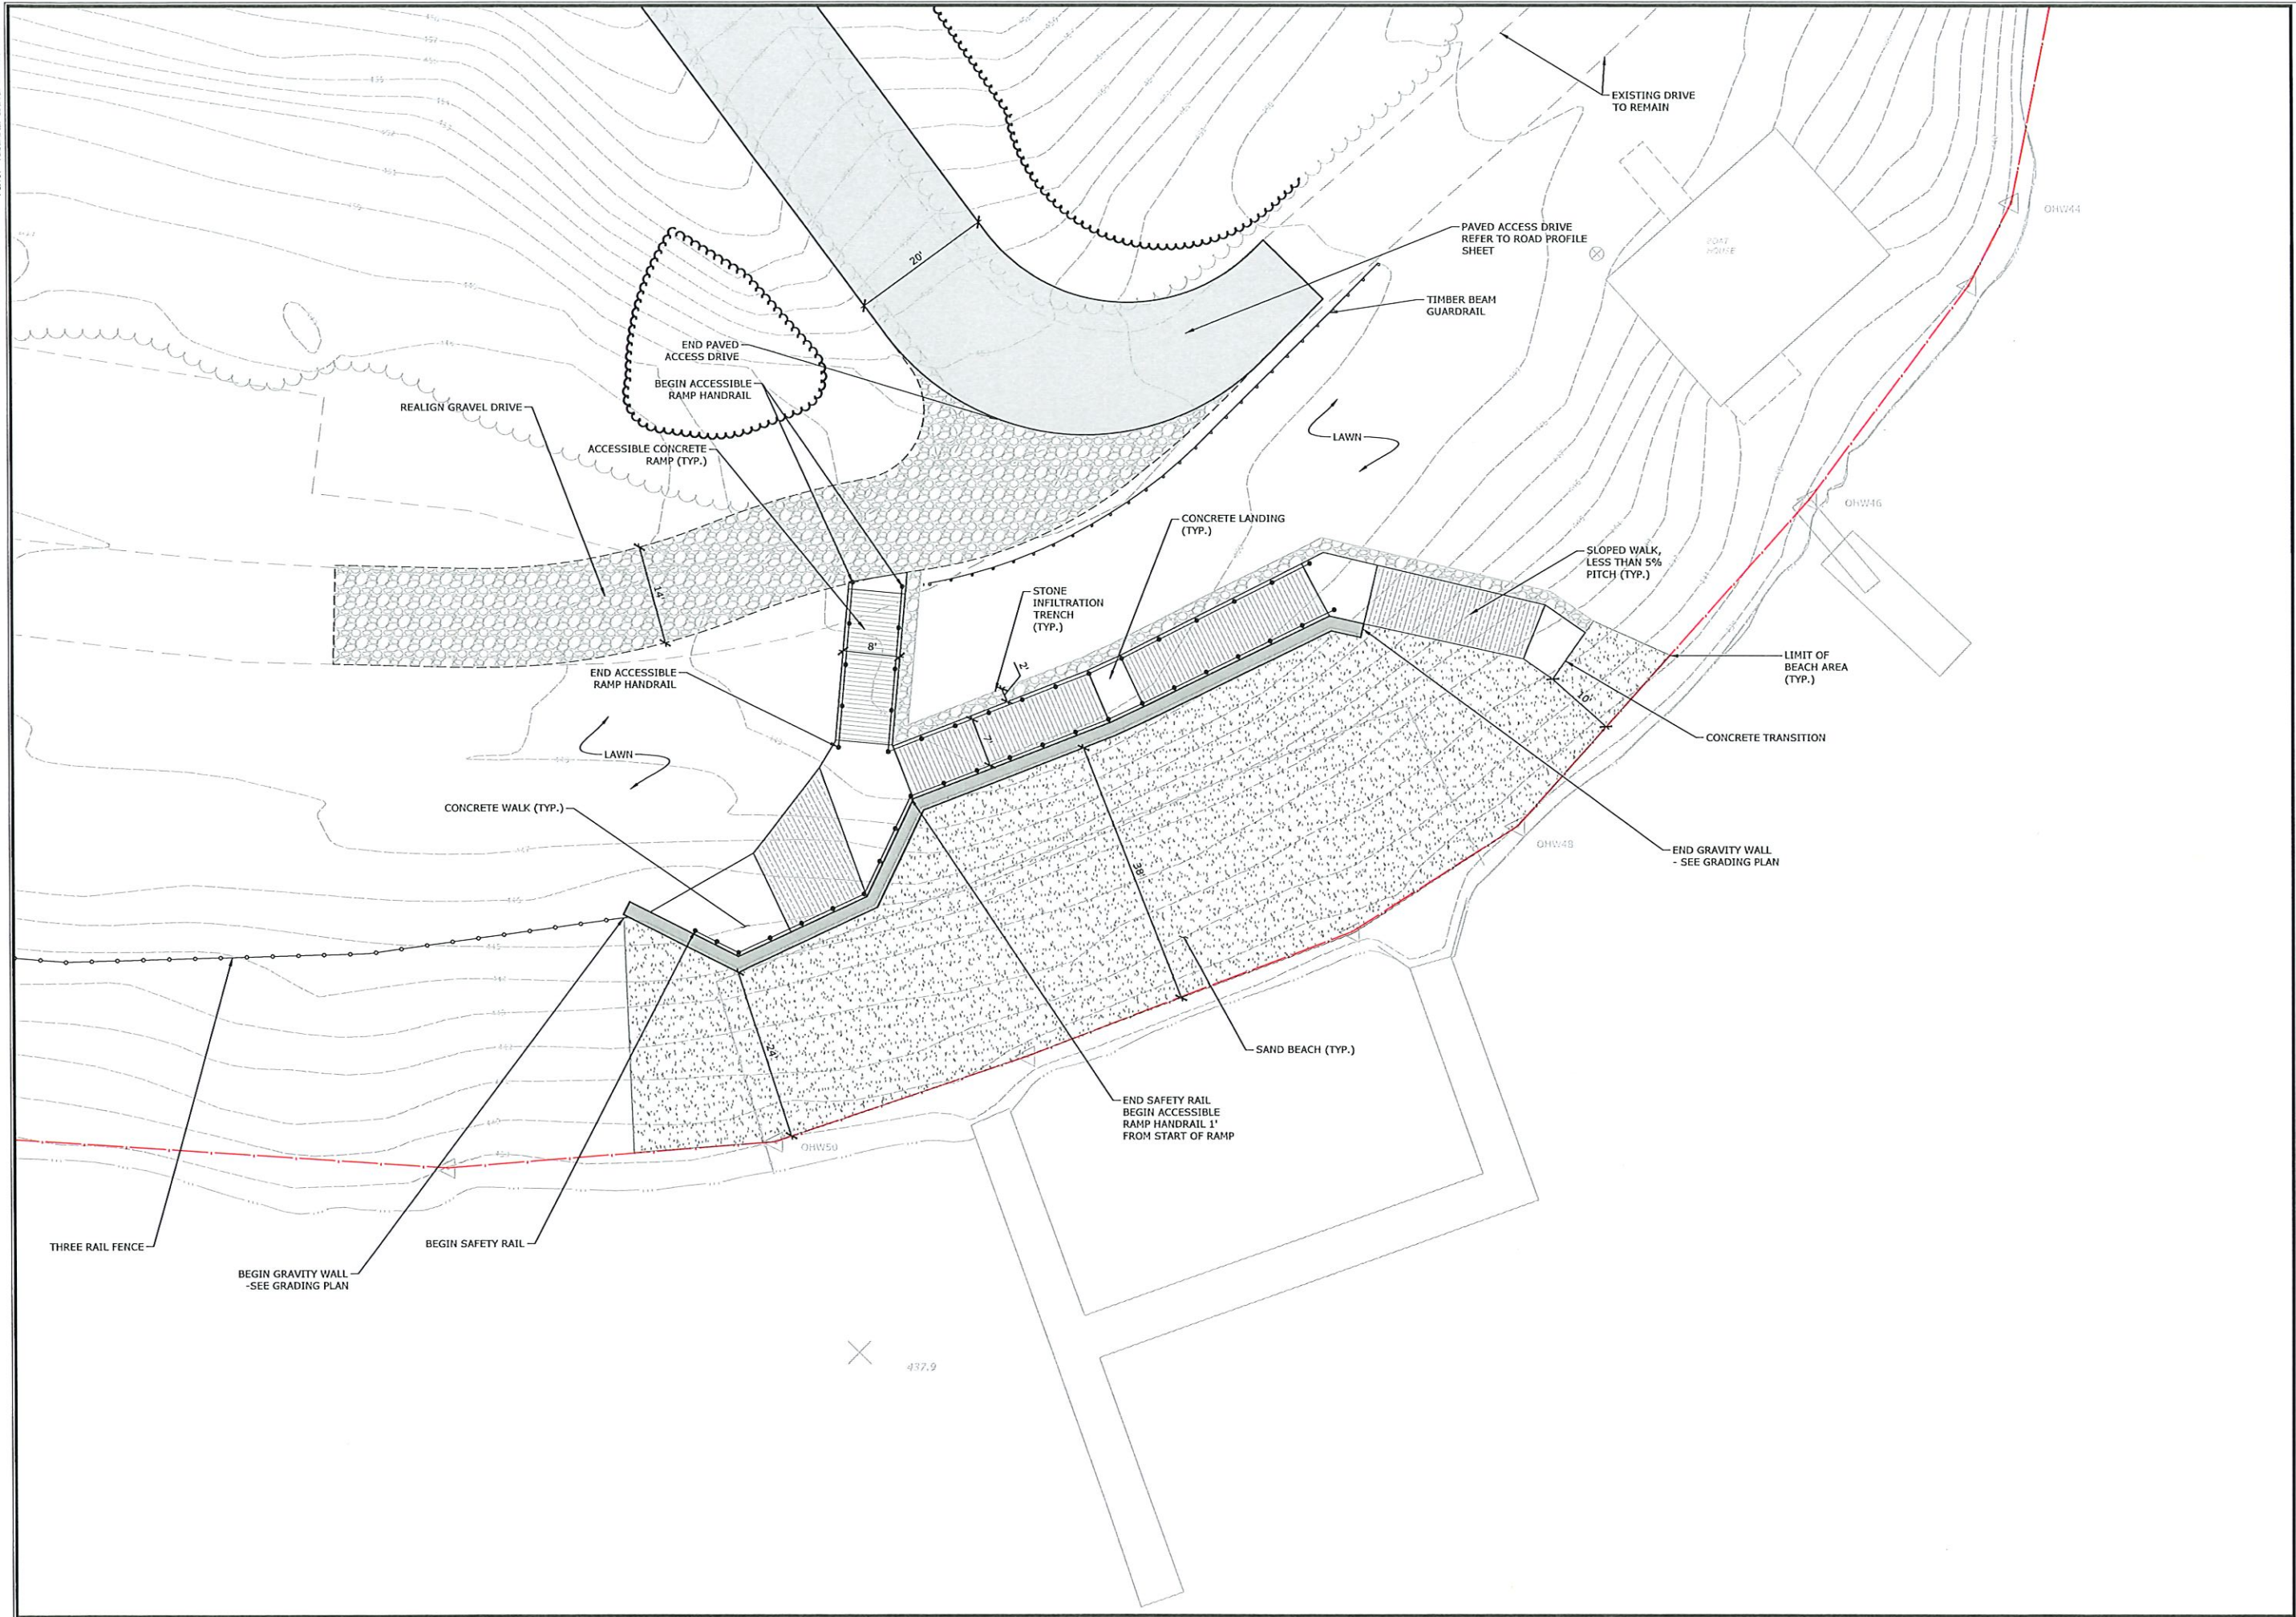 EXISTING DRIVE
TO REMAIN
OHW44
BOAT
HOUSE
PAVED ACCESS DRIVE
REFER TO ROAD PROFILE
SHEET
20'
TIMBER BEAM
GUARDRAIL
END PAVED
ACCESS DRIVE
BEGIN ACCESSIBLE
RAMP HANDRAIL
REALIGN GRAVEL DRIVE
LAWN
ACCESSIBLE CONCRETE
RAMP (TYP.)
OHW46
CONCRETE LANDING
(TYP.)
SLOPED WALK,
LESS THAN 5%
PITCH (TYP.)
14'
STONE
INFILTRATION
TRENCH
(TYP.)
8'
2'
LIMIT OF
BEACH AREA
(TYP.)
END ACCESSIBLE
RAMP HANDRAIL
10'
CONCRETE TRANSITION
7'
LAWN
CONCRETE WALK (TYP.)
OHW48
END GRAVITY WALL
- SEE GRADING PLAN
38'
24'
SAND BEACH (TYP.)
END SAFETY RAIL
BEGIN ACCESSIBLE
RAMP HANDRAIL 1'
FROM START OF RAMP
OHW50
THREE RAIL FENCE
BEGIN SAFETY RAIL
BEGIN GRAVITY WALL
-SEE GRADING PLAN
437.9